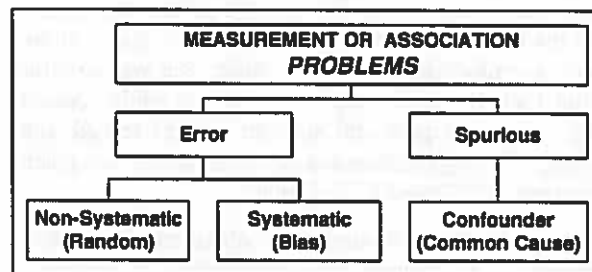 MEASUREMENT OR ASSOCIATION
PROBLEMS
Error
Spurious
Non-Systematic
(Random)
Systematic
(Bias)
Confounder
(Common Cause)